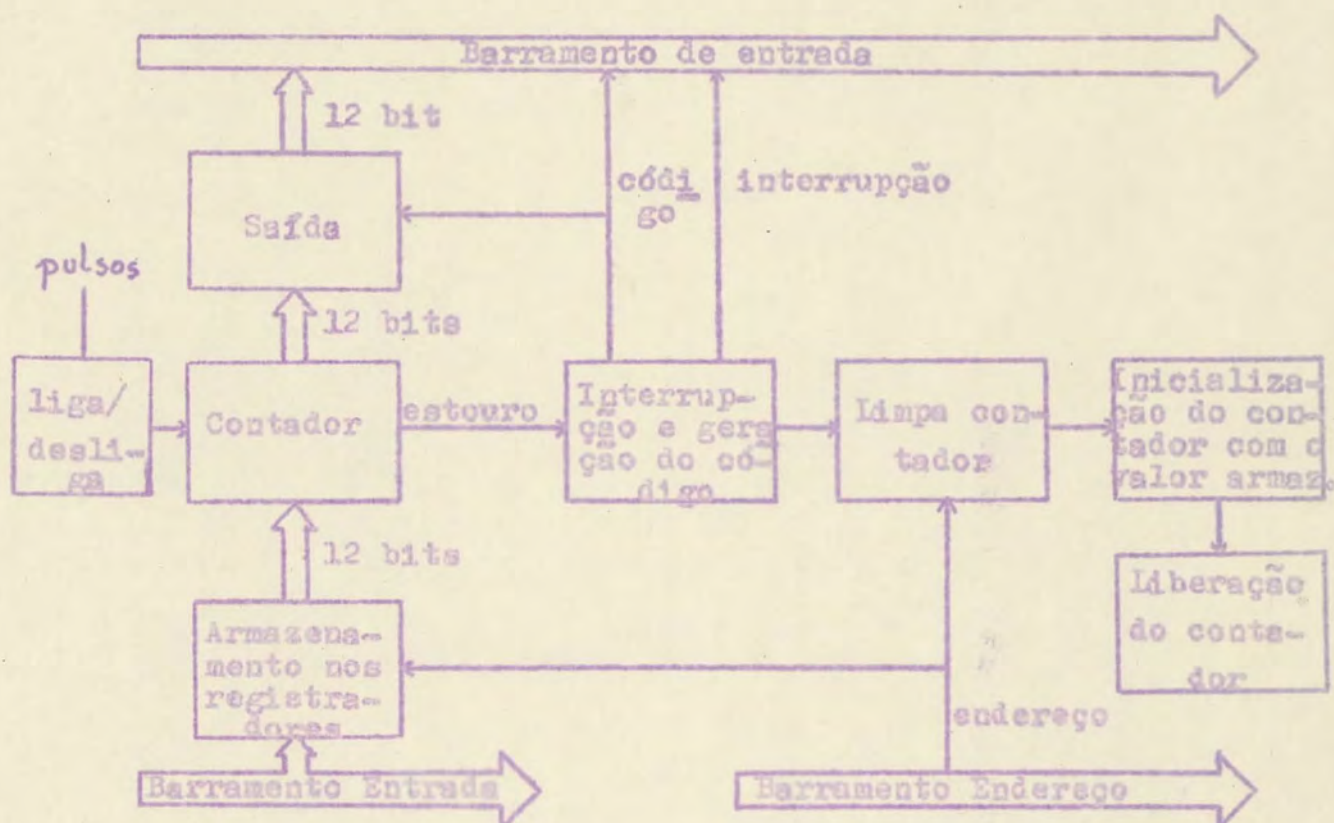 Barramento de entrada
12 bit
códi
go
interrupção
Saída
pulsos
12 bits
liga/
desli-
ga
Contador
estouro
Interrup-
ção e gera
ção do có-
digo
Limpa con-
tador
Inicializa-
ção do con-
tador com o
valor armaz.
12 bits
Armazena-
mento nos
registra-
dores
Liberação
do conta-
dor
endereço
Barramento Entrada
Barramento Endereço